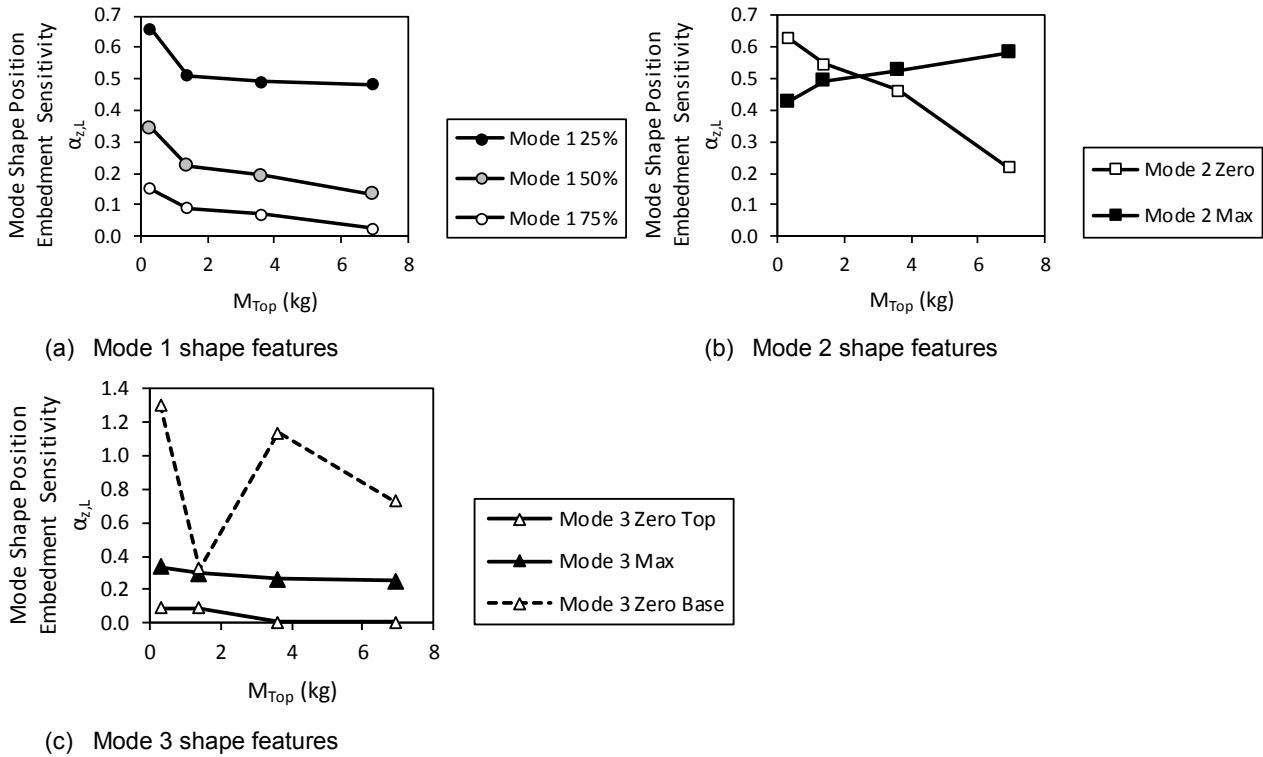 Mode Shape Position
Embedment Sensitivity
αz,L
0.7
0.6
0.5
0.4
0.3
0.2
0.1
0.0
0 2 4 6 8
MTop (kg)
Mode 1 25%
Mode 1 50%
Mode 1 75%
(a) Mode 1 shape features
Mode Shape Position
Embedment Sensitivity
αz,L
0.7
0.6
0.5
0.4
0.3
0.2
0.1
0.0
0 2 4 6 8
MTop (kg)
Mode 2 Zero
Mode 2 Max
(b) Mode 2 shape features
Mode Shape Position
Embedment Sensitivity
αz,L
1.4
1.2
1.0
0.8
0.6
0.4
0.2
0.0
0 2 4 6 8
MTop (kg)
Mode 3 Zero Top
Mode 3 Max
Mode 3 Zero Base
(c) Mode 3 shape features